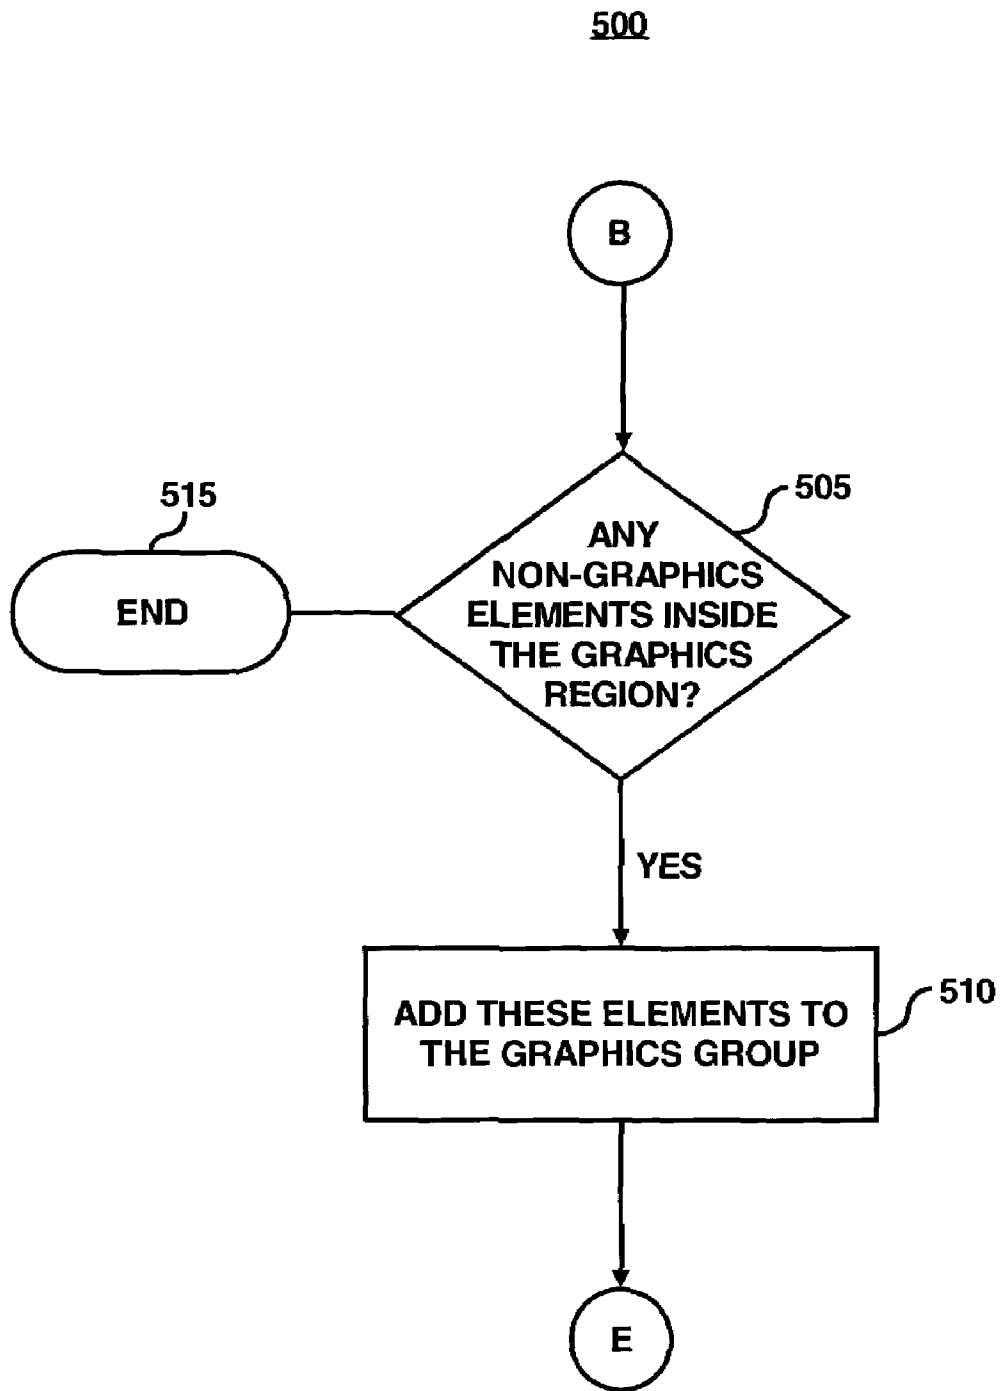 500
B
505
515
ANY
NON-GRAPHICS
ELEMENTS INSIDE
THE GRAPHICS
REGION?
END
YES
510
ADD THESE ELEMENTS TO
THE GRAPHICS GROUP
E